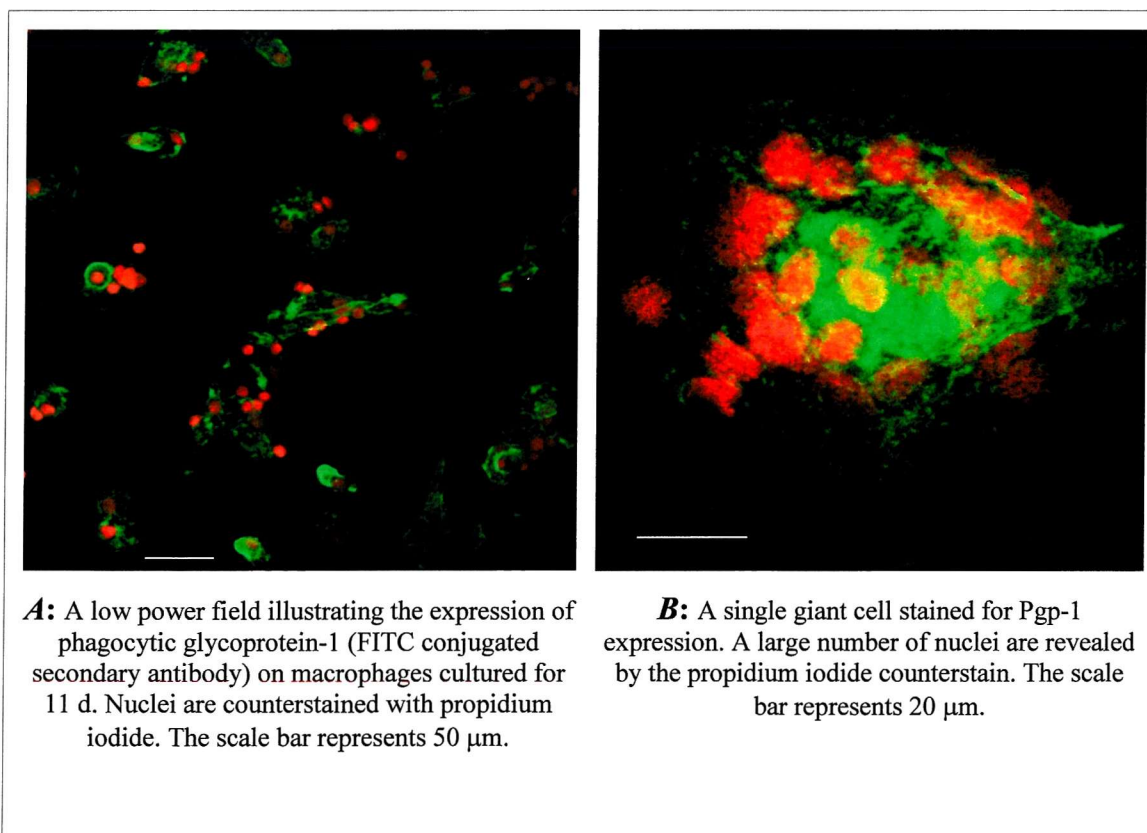 A: A low power field illustrating the expression of
phagocytic glycoprotein-1 (FITC conjugated
secondary antibody) on macrophages cultured for
11 d. Nuclei are counterstained with propidium
iodide. The scale bar represents 50 μm.
B: A single giant cell stained for Pgp-1
expression. A large number of nuclei are revealed
by the propidium iodide counterstain. The scale
bar represents 20 μm.